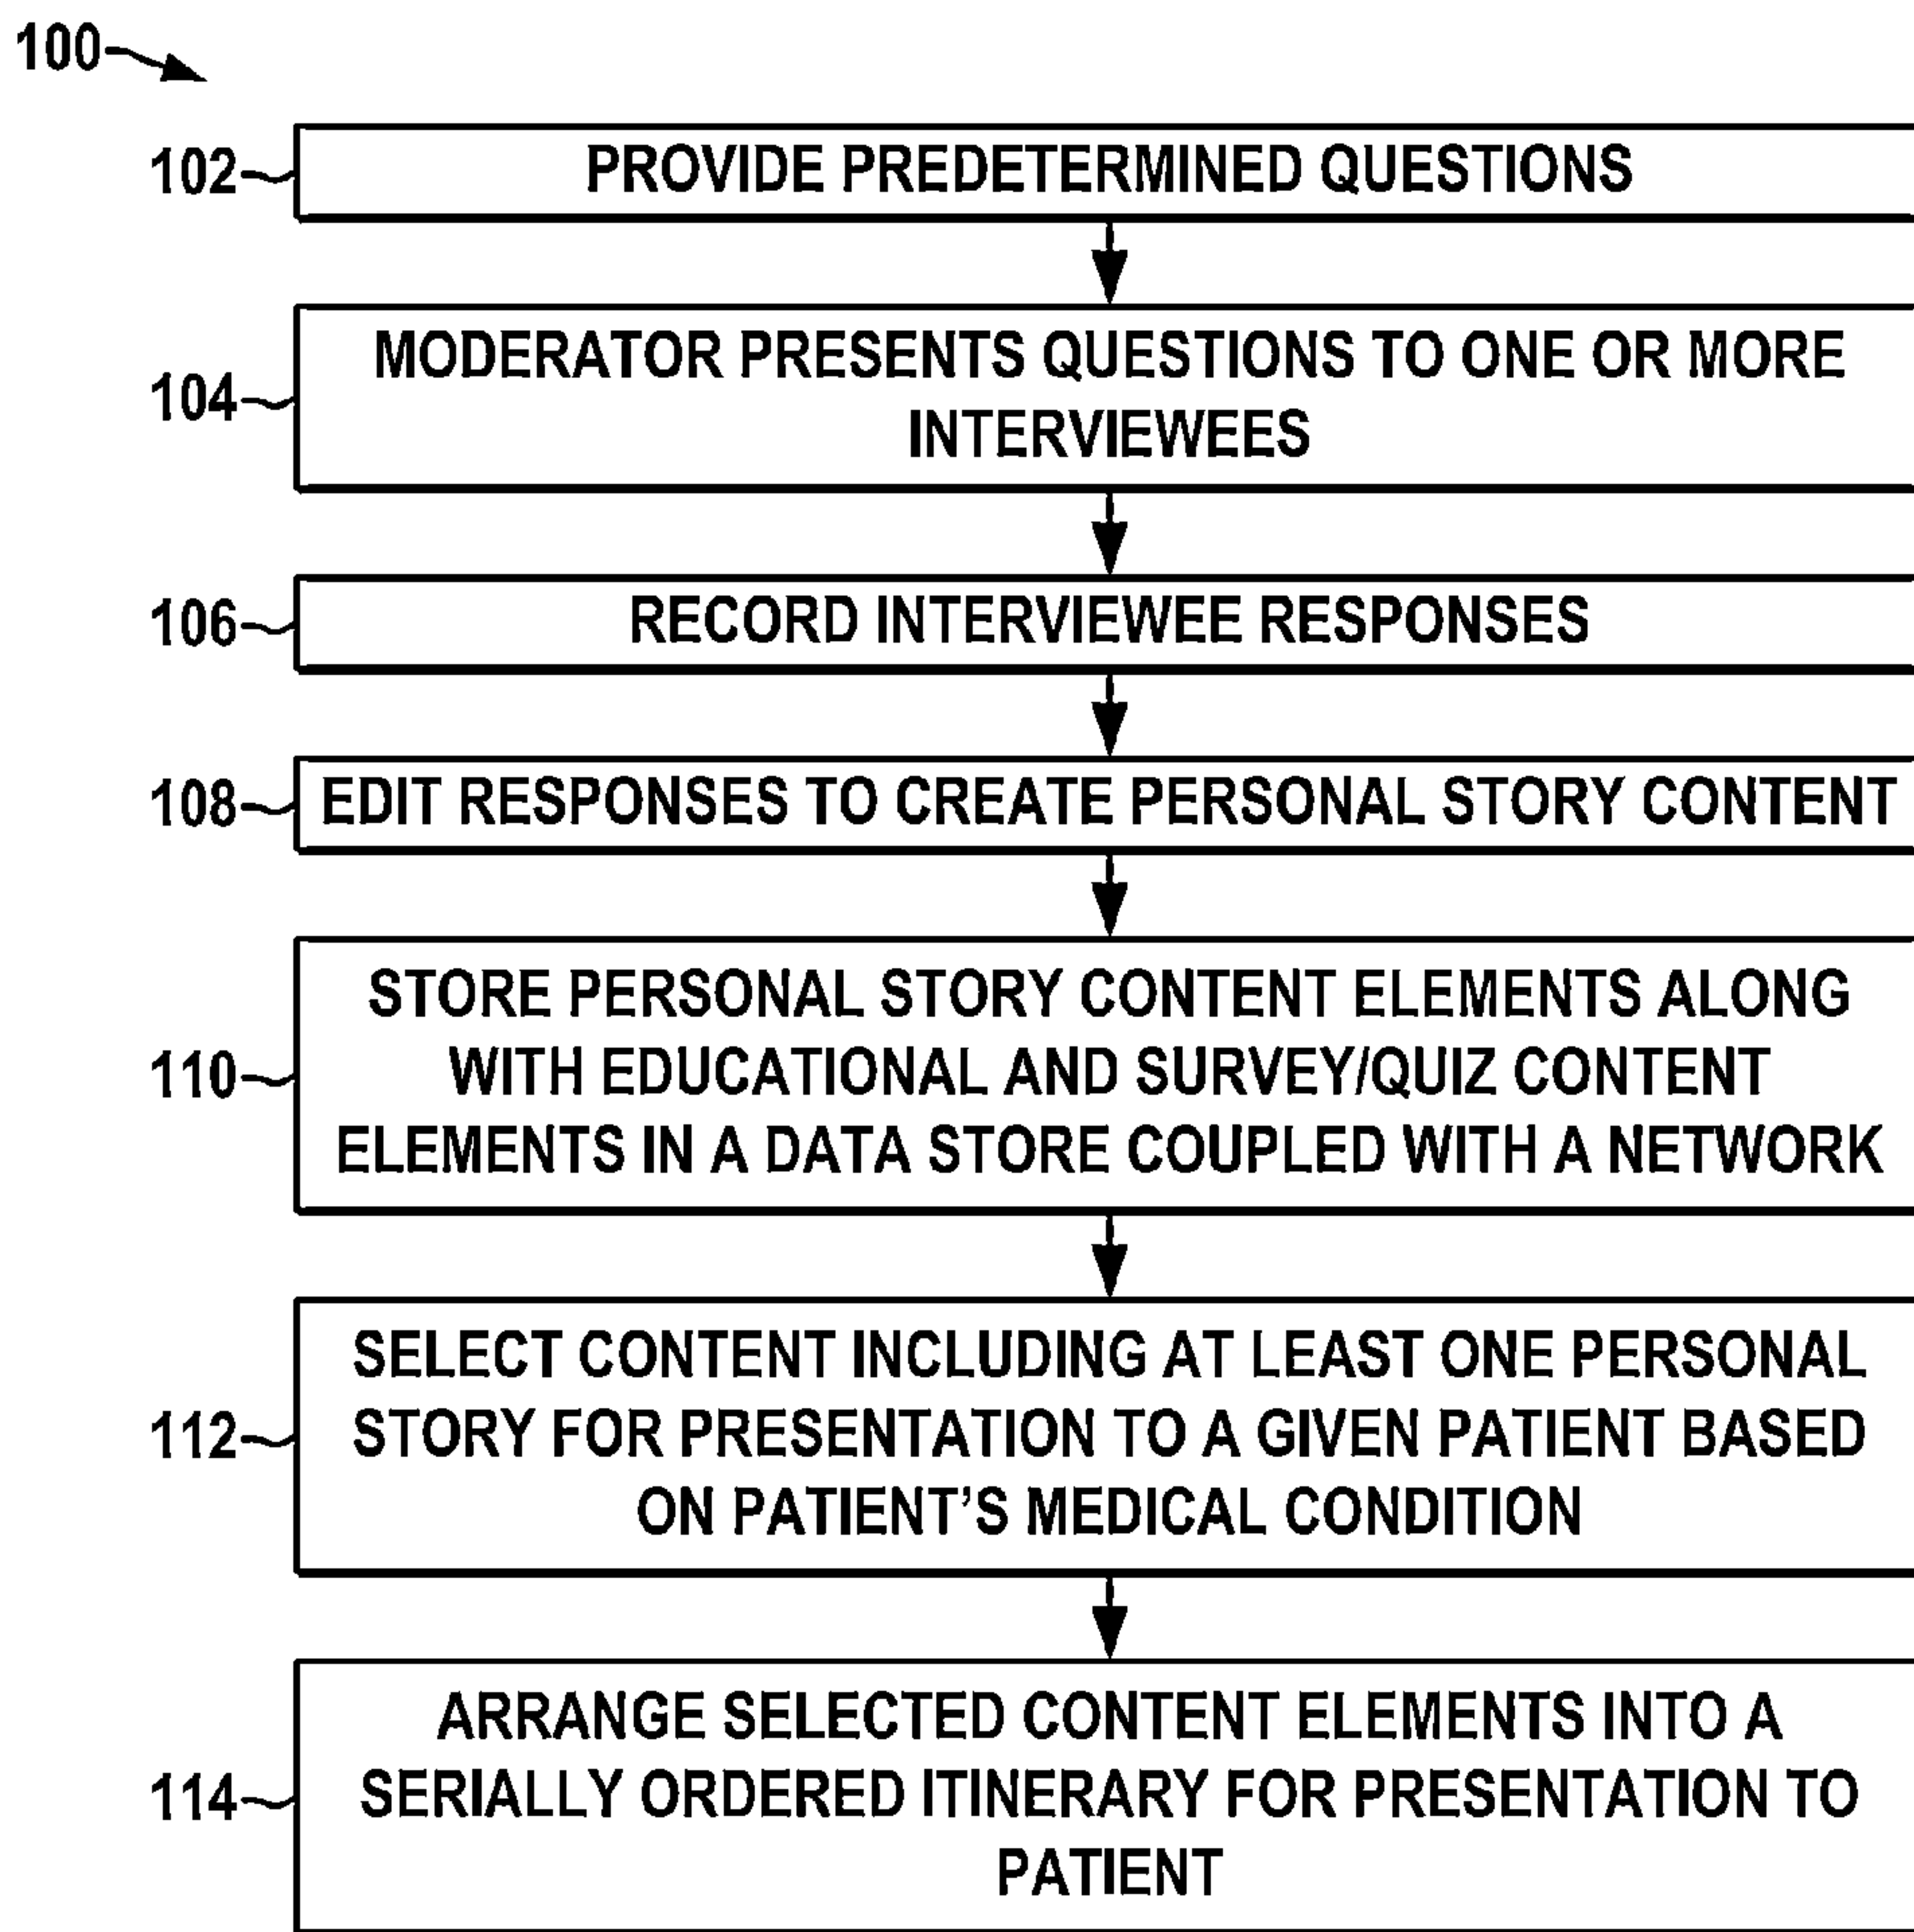 100
102
PROVIDE PREDETERMINED QUESTIONS
104
MODERATOR PRESENTS QUESTIONS TO ONE OR MORE
INTERVIEWEES
106
RECORD INTERVIEWEE RESPONSES
108
EDIT RESPONSES TO CREATE PERSONAL STORY CONTENT
110
STORE PERSONAL STORY CONTENT ELEMENTS ALONG
WITH EDUCATIONAL AND SURVEY/QUIZ CONTENT
ELEMENTS IN A DATA STORE COUPLED WITH A NETWORK
112
SELECT CONTENT INCLUDING AT LEAST ONE PERSONAL
STORY FOR PRESENTATION TO A GIVEN PATIENT BASED
ON PATIENT'S MEDICAL CONDITION
114
ARRANGE SELECTED CONTENT ELEMENTS INTO A
SERIALLY ORDERED ITINERARY FOR PRESENTATION TO
PATIENT